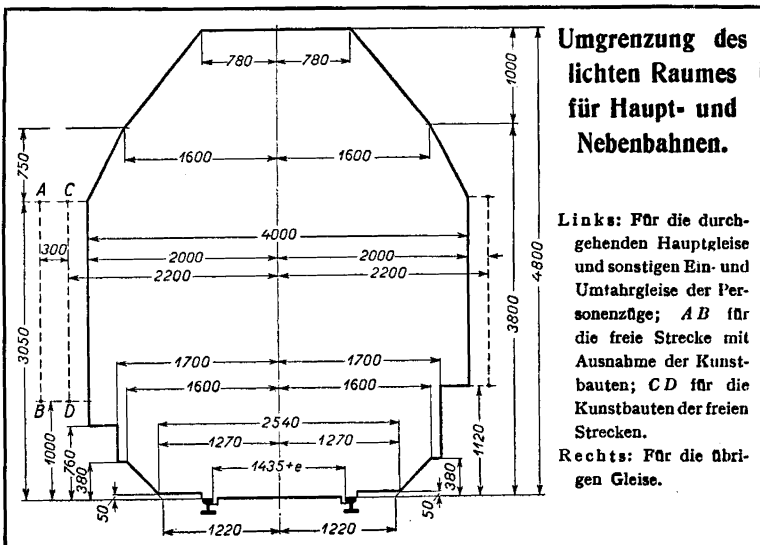 Umgrenzung des
lichten Raumes
für Haupt- und
Nebenbahnen.
Links: Für die durch-
gehenden Hauptgleise
und sonstigen Ein- und
Umfahrgleise der Per-
sonenzüge; AB für
die freie Strecke mit
Ausnahme der Kunst-
bauten; CD für die
Kunstbauten der freien
Strecken.
Rechts: Für die übri-
gen Gleise.
780 780
1000
1600 1600
750
A C
4000
300
2000 2000
2200 2200
4800
3800
3050
1700 1700
1600 1600
B D
2540
1270 1270
1120
1000
760
380
1435+e
380
50
50
1220 1220